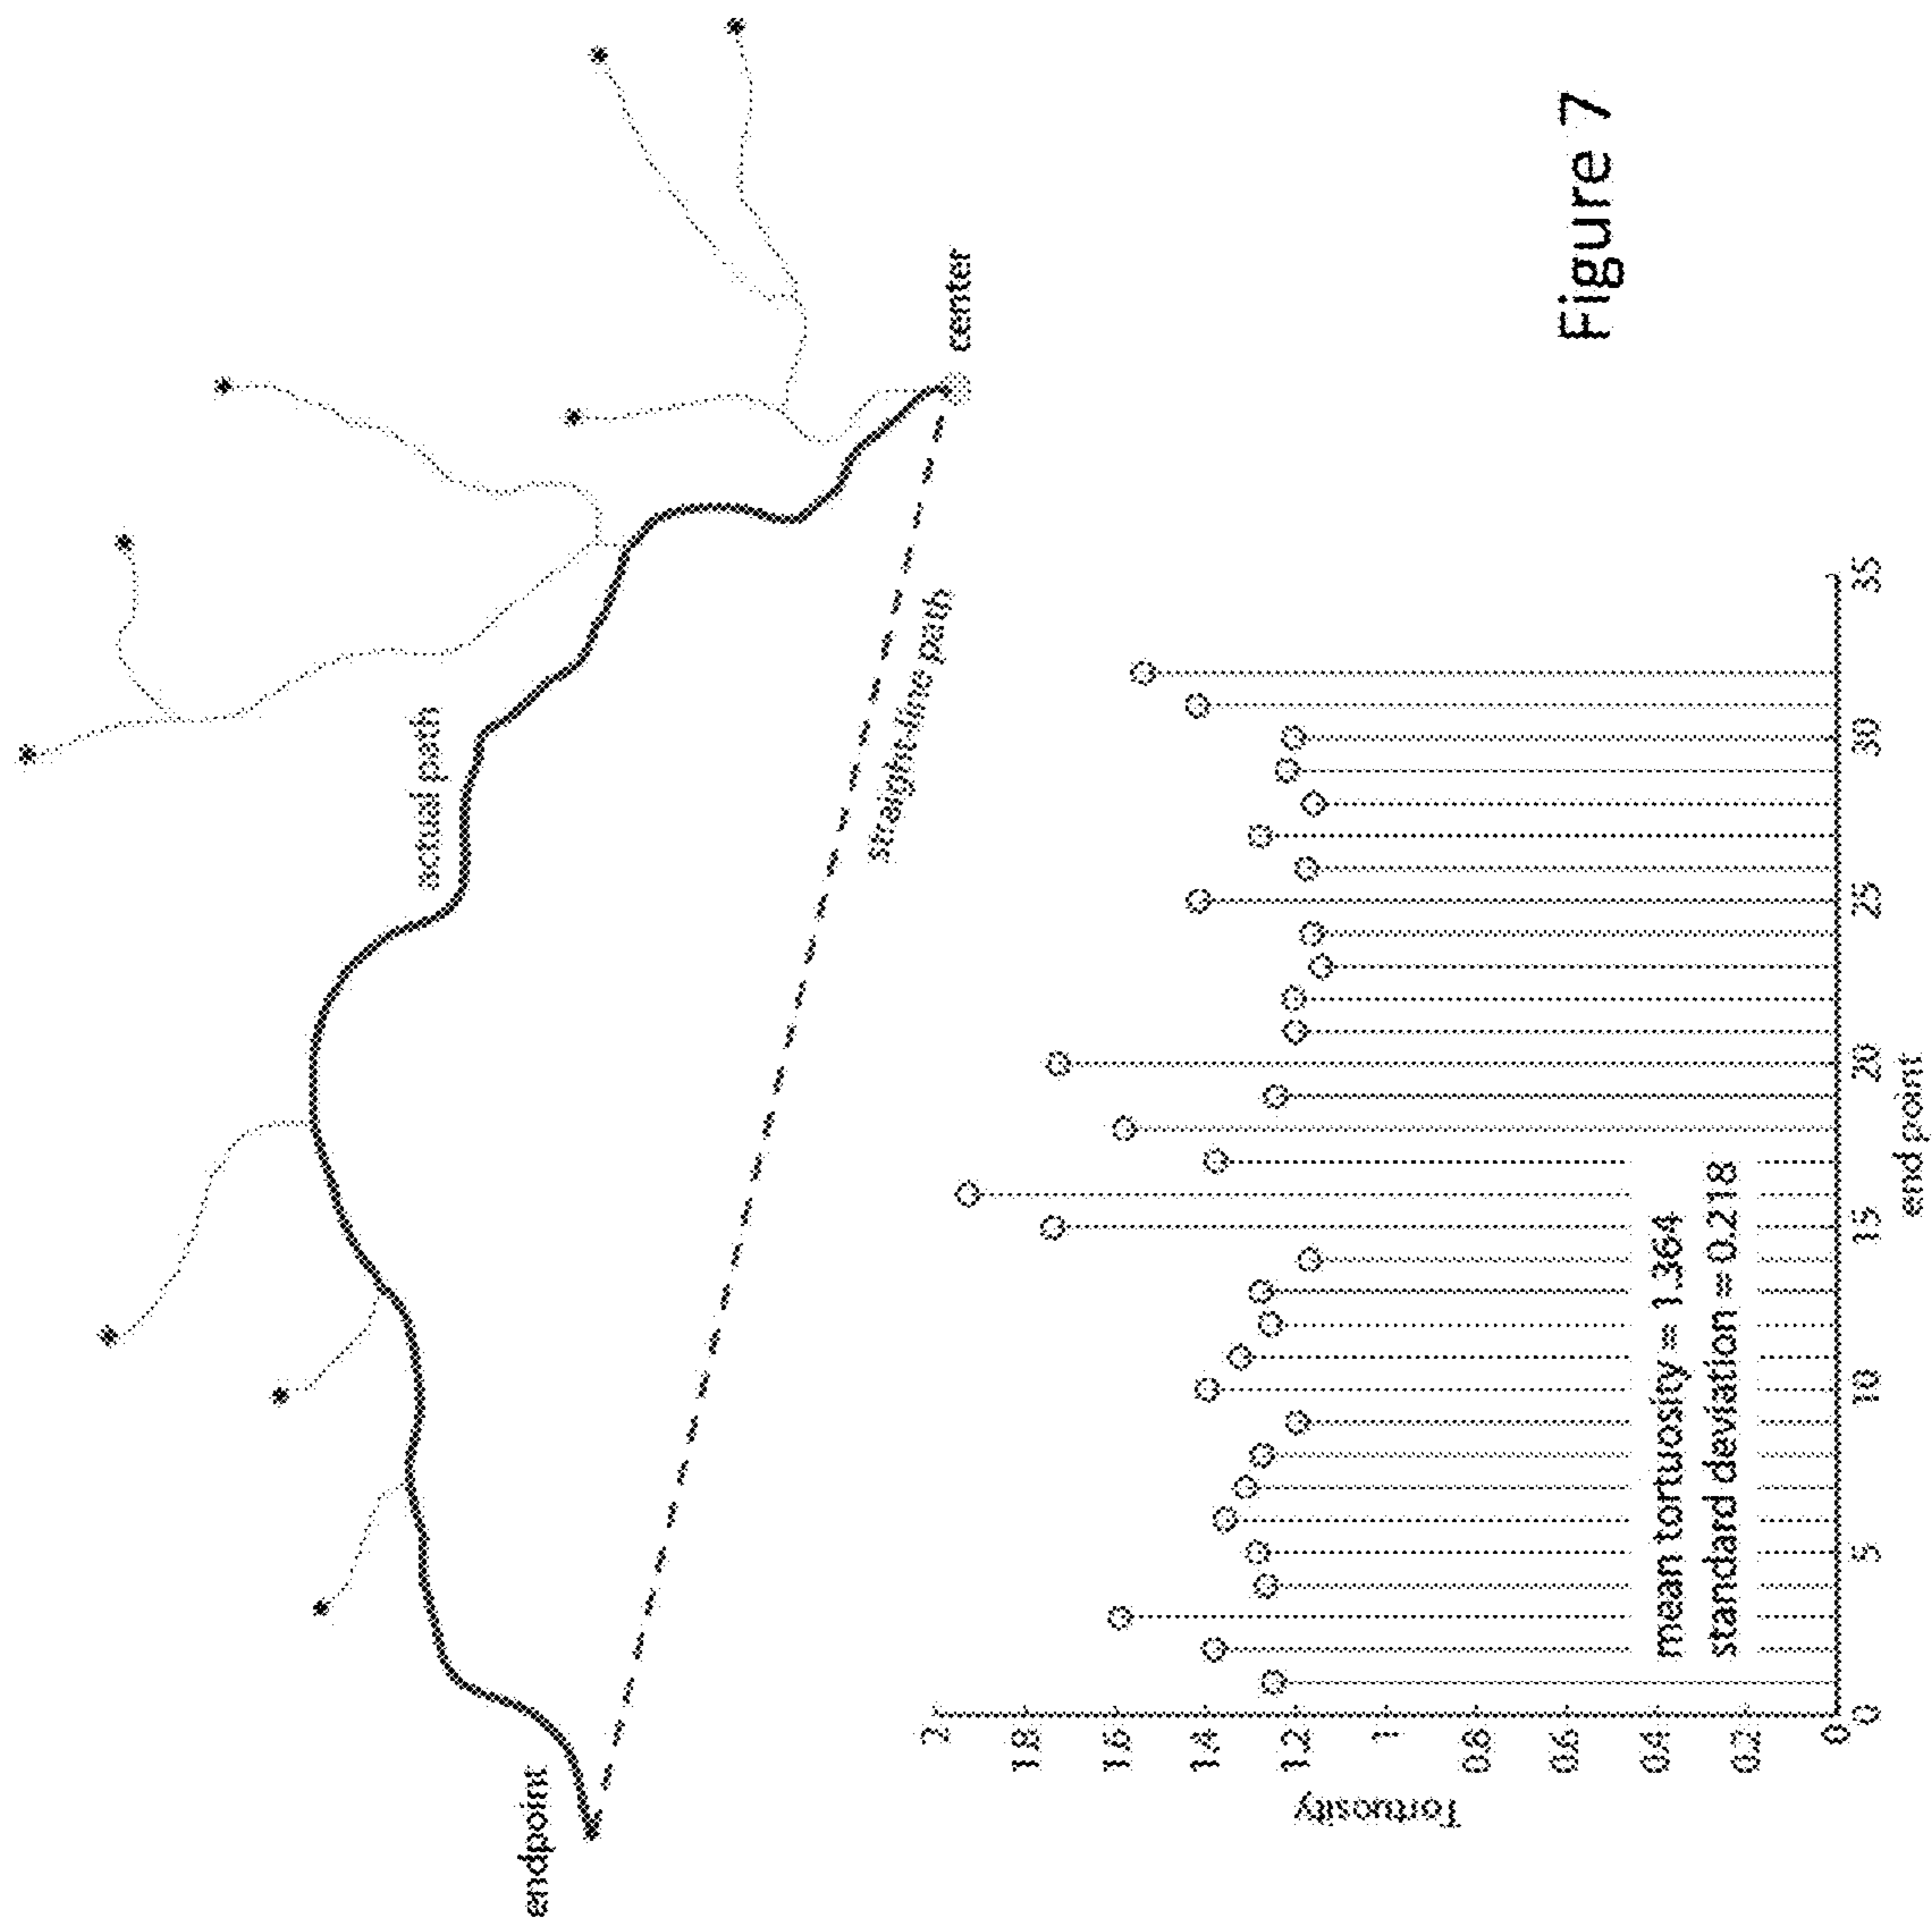 endpoint
actual path
straight-line path
center
Tortuosity
2
1.8
1.6
1.4
1.2
1
0.8
0.6
0.4
0.2
0
mean tortuosity = 1.364
standard deviation = 0.218
0 5 10 15 20 25 30 35
end point
Figure 7